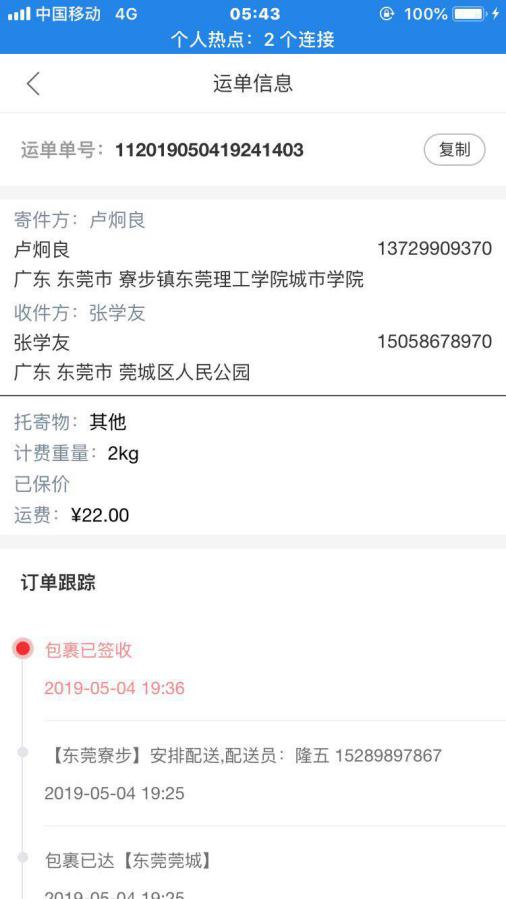 中国移动 4G 05:43 100%
个人热点：2 个连接
运单信息
运单单号：112019050419241403 复制
寄件方：卢炯良
卢炯良 13729909370
广东 东莞市 寮步镇东莞理工学院城市学院
收件方：张学友
张学友 15058678970
广东 东莞市 莞城区人民公园
托寄物：其他
计费重量：2kg
已保价
运费：¥22.00
订单跟踪
包裹已签收
2019-05-04 19:36
【东莞寮步】安排配送,配送员：隆五 15289897867
2019-05-04 19:25
包裹已达【东莞莞城】
2019-05-04 19:25